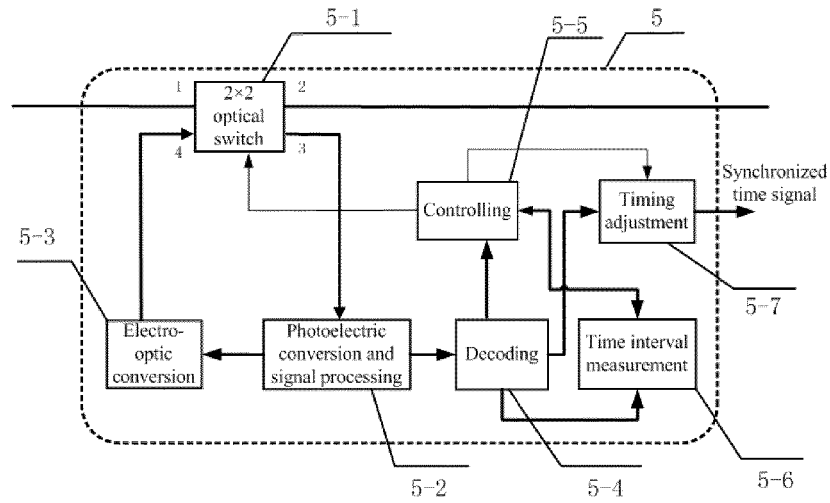 5-1
5-5
5
1
2
2×2
optical
switch
4
3
Synchronized
time signal
Controlling
Timing
adjustment
5-3
5-7
Electro-
optic
conversion
Photoelectric
conversion and
signal processing
Decoding
Time interval
measurement
5-2
5-4
5-6